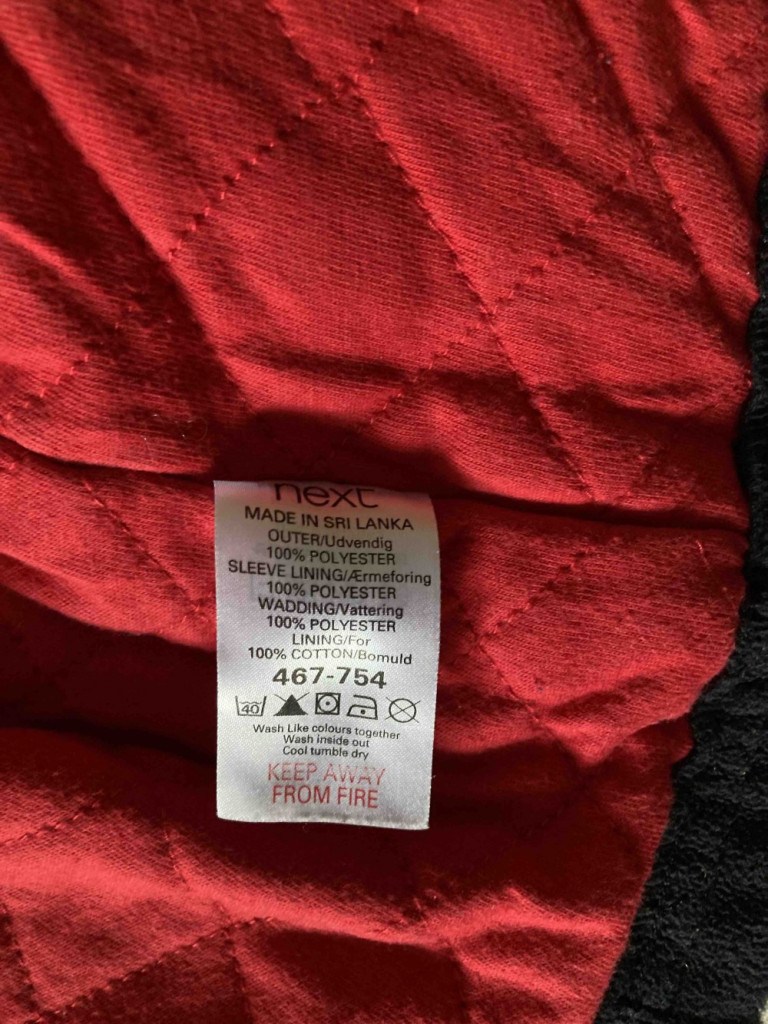 next
MADE IN SRI LANKA
OUTER/Udvendig
100% POLYESTER
SLEEVE LINING/Ærmeforing
100% POLYESTER
WADDING/Vattering
100% POLYESTER
LINING/For
100% COTTON/Bomuld
467-754
40
Wash Like colours together
Wash inside out
Cool tumble dry
KEEP AWAY
FROM FIRE